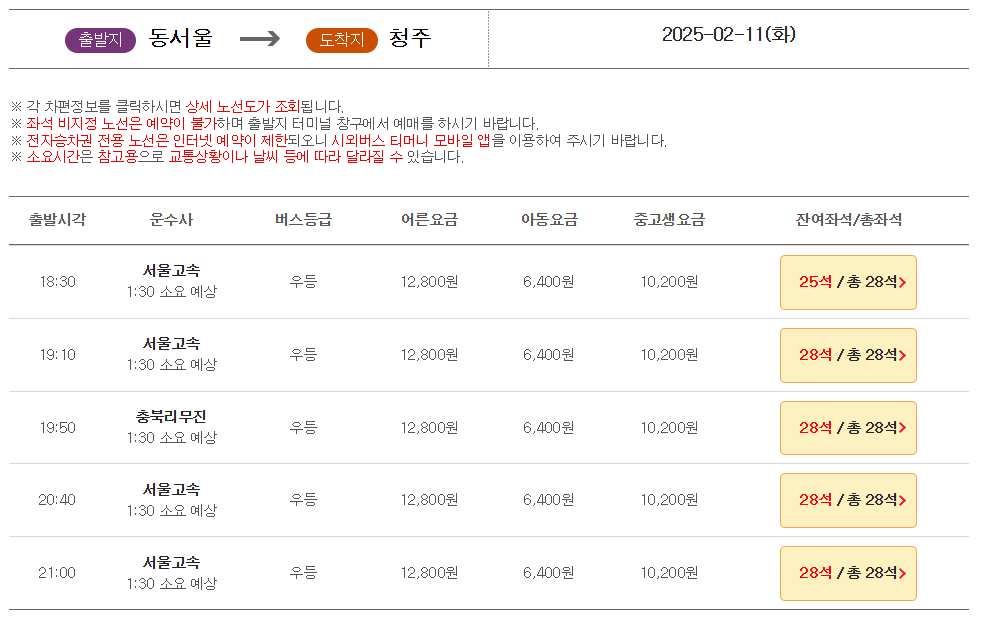 출발지 동서울 → 도착지 청주 2025-02-11(화)
※ 각 차편정보를 클릭하시면 상세 노선도가 조회됩니다.
※ 좌석 비지정 노선은 예약이 불가하며 출발지 터미널 창구에서 예매를 하시기 바랍니다.
※ 전자승차권 전용 노선은 인터넷 예약이 제한되오니 시외버스 티머니 모바일 앱을 이용하여 주시기 바랍니다.
※ 소요시간은 참고용으로 교통상황이나 날씨 등에 따라 달라질 수 있습니다.
출발시각 운수사 버스등급 어른요금 아동요금 중고생요금 잔여좌석/총좌석
18:30 서울고속 우등 12,800원 6,400원 10,200원 25석 / 총 28석>
1:30 소요 예상
19:10 서울고속 우등 12,800원 6,400원 10,200원 28석 / 총 28석>
1:30 소요 예상
19:50 충북리무진 우등 12,800원 6,400원 10,200원 28석 / 총 28석>
1:30 소요 예상
20:40 서울고속 우등 12,800원 6,400원 10,200원 28석 / 총 28석>
1:30 소요 예상
21:00 서울고속 우등 12,800원 6,400원 10,200원 28석 / 총 28석>
1:30 소요 예상